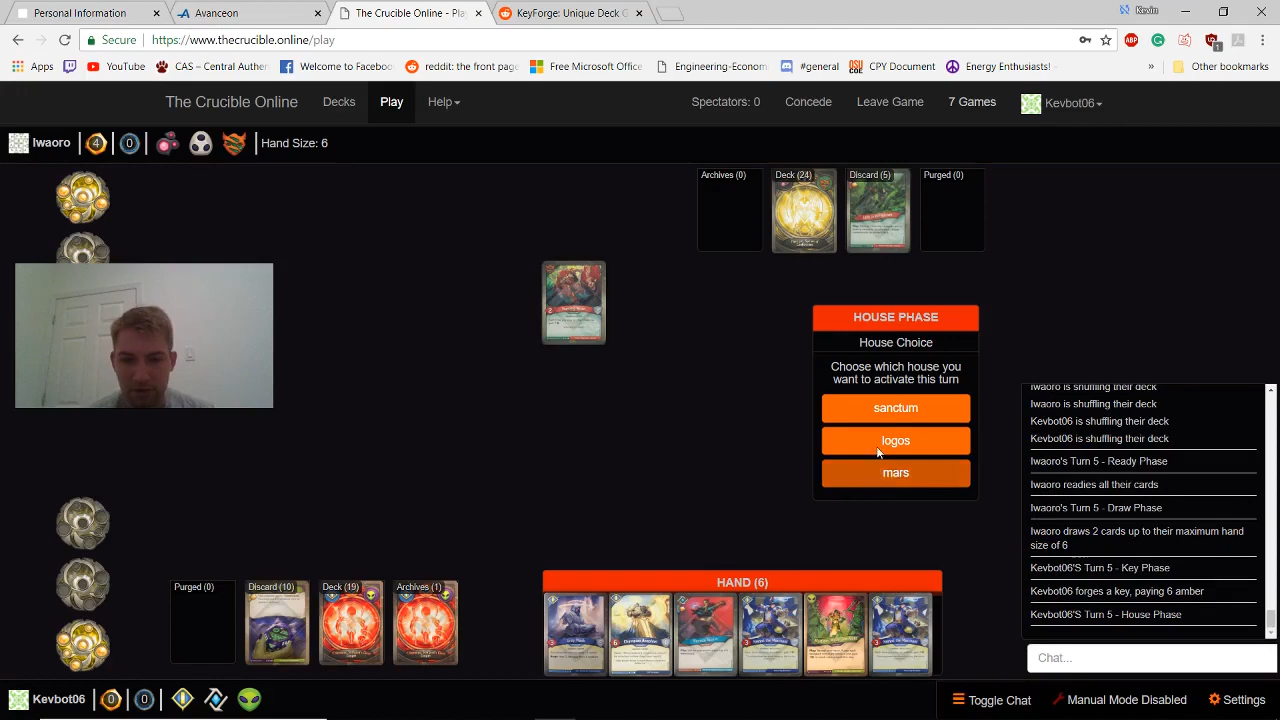 Personal Information
Avanceon
The Crucible Online - Pla
KeyForge: Unique Deck G
Kevin
Secure
https://www.thecrucible.online/play
Apps
YouTube
CAS – Central Auther
Welcome to Facebook
reddit: the front page
Free Microsoft Office
Engineering-Econom
#general
CPY Document
Energy Enthusiasts!
»
Other bookmarks
The Crucible Online
Decks
Play
Help
Spectators: 0
Concede
Leave Game
7 Games
Kevbot06
Iwaoro
4
0
Hand Size: 6
Archives (0)
Deck (24)
Discard (5)
Purged (0)
HOUSE PHASE
House Choice
Choose which house you
want to activate this turn
sanctum
logos
mars
Iwaoro is shuffling their deck
Iwaoro is shuffling their deck
Kevbot06 is shuffling their deck
Kevbot06 is shuffling their deck
Iwaoro's Turn 5 - Ready Phase
Iwaoro readies all their cards
Iwaoro's Turn 5 - Draw Phase
Iwaoro draws 2 cards up to their maximum hand
size of 6
Kevbot06'S Turn 5 - Key Phase
Kevbot06 forges a key, paying 6 amber
Kevbot06'S Turn 5 - House Phase
Chat...
Purged (0)
Discard (10)
Deck (19)
Archives (1)
HAND (6)
Kevbot06
0
0
Toggle Chat
Manual Mode Disabled
Settings